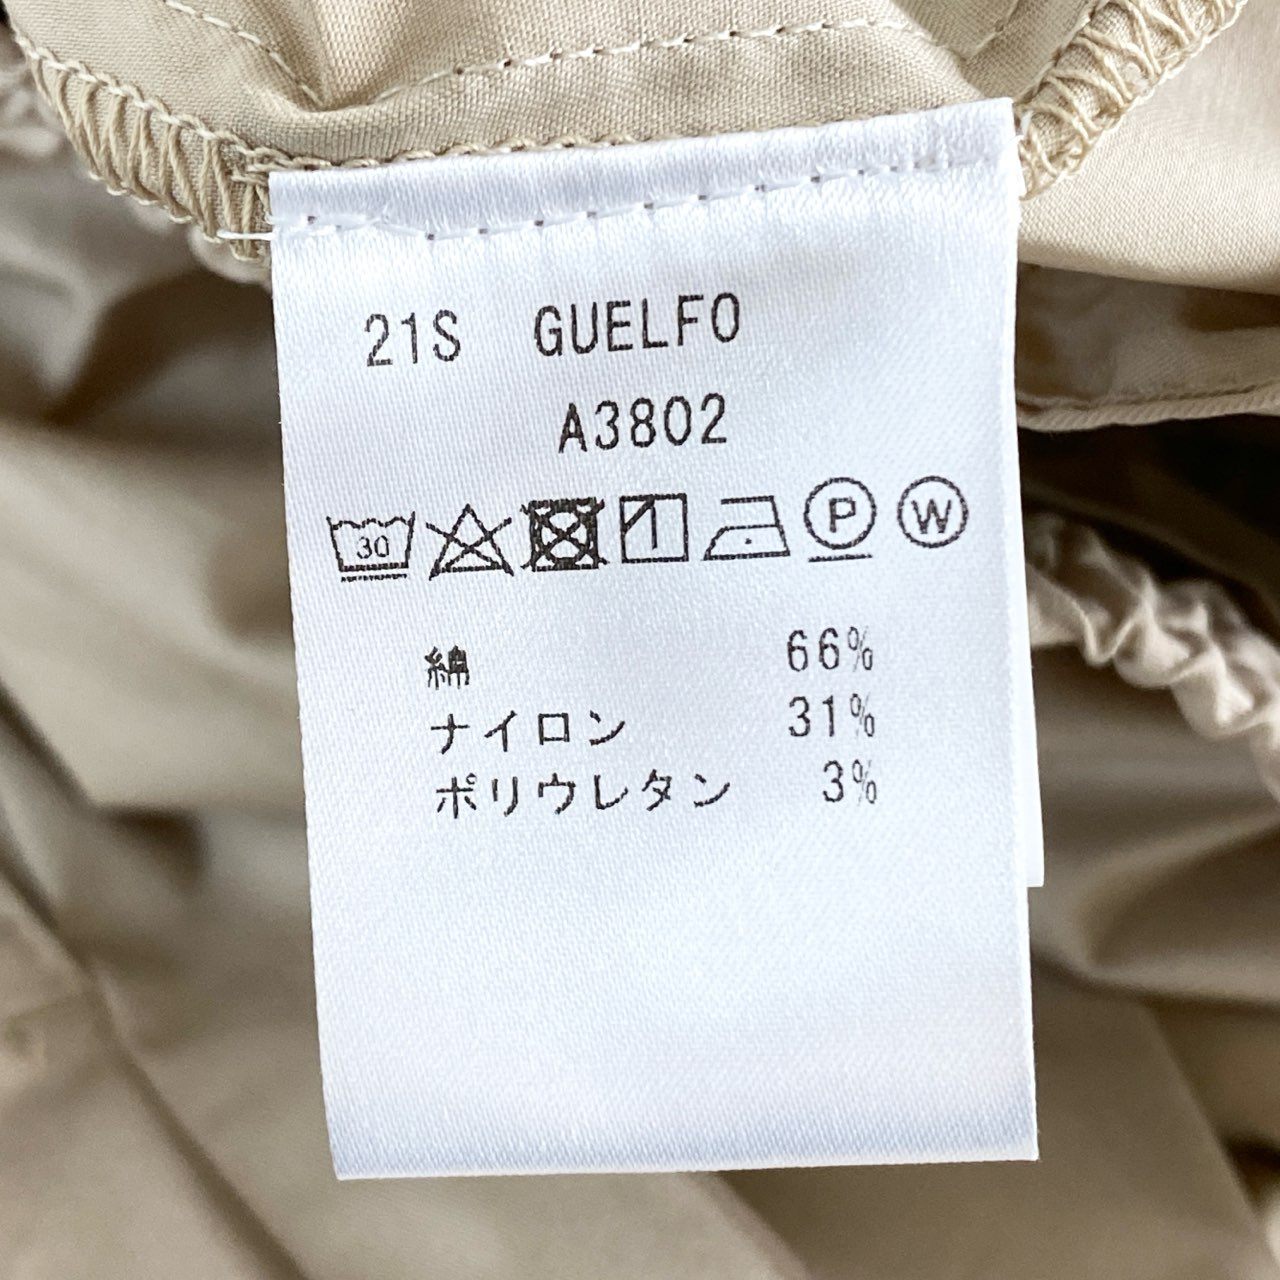 21S GUELFO
A3802
30 P W
綿 66%
ナイロン 31%
ポリウレタン 3%